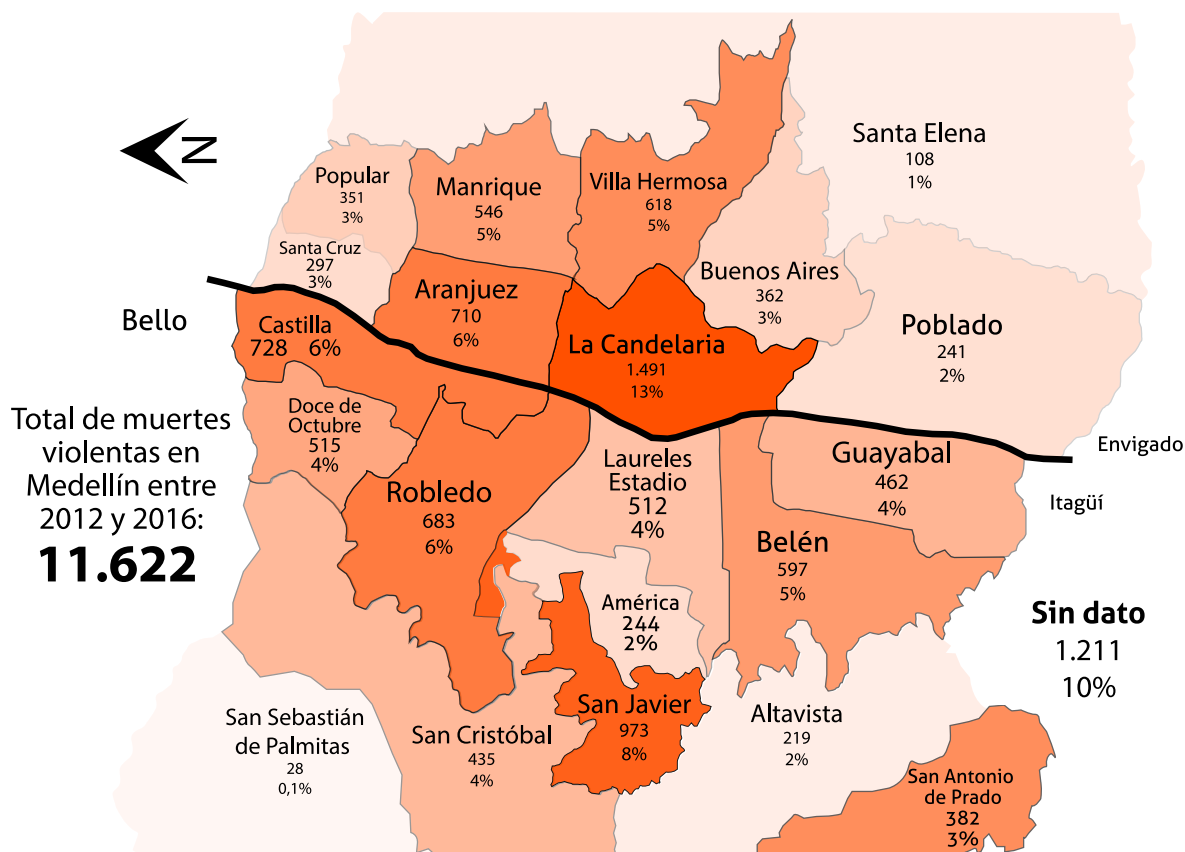 N
Santa Elena
108
1%
Popular
351
3%
Manrique
546
5%
Villa Hermosa
618
5%
Santa Cruz
297
3%
Buenos Aires
362
3%
Aranjuez
710
6%
Bello
Castilla
728 6%
La Candelaria
1.491
13%
Poblado
241
2%
Total de muertes
violentas en
Medellín entre
2012 y 2016:
11.622
Doce de
Octubre
515
4%
Robledo
683
6%
Laureles
Estadio
512
4%
Guayabal
462
4%
Envigado
Itagüí
Belén
597
5%
América
244
2%
Sin dato
1.211
10%
San Sebastián
de Palmitas
28
0,1%
San Cristóbal
435
4%
San Javier
973
8%
Altavista
219
2%
San Antonio
de Prado
382
3%